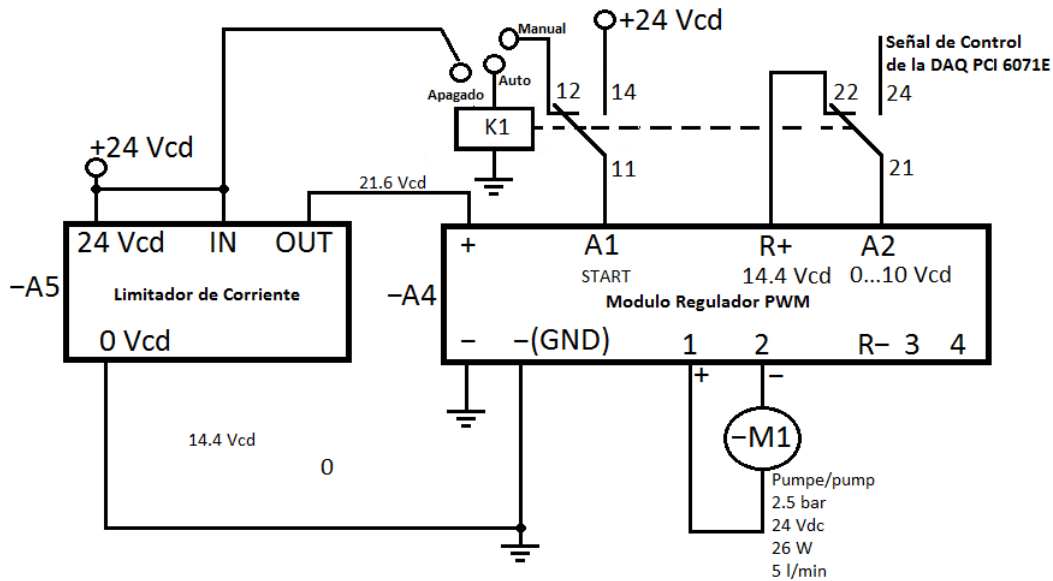 +24 Vcd
Manual
Señal de Control
de la DAQ PCI 6071E
Apagado
Auto
12
14
22
24
K1
+24 Vcd
11
21
21.6 Vcd
24 Vcd IN OUT
+ A1 R+ A2
START 14.4 Vcd 0...10 Vcd
−A5
Limitador de Corriente
−A4
Modulo Regulador PWM
0 Vcd
− −(GND) 1 2 R− 3 4
+ −
14.4 Vcd
0
−M1
Pumpe/pump
2.5 bar
24 Vdc
26 W
5 l/min